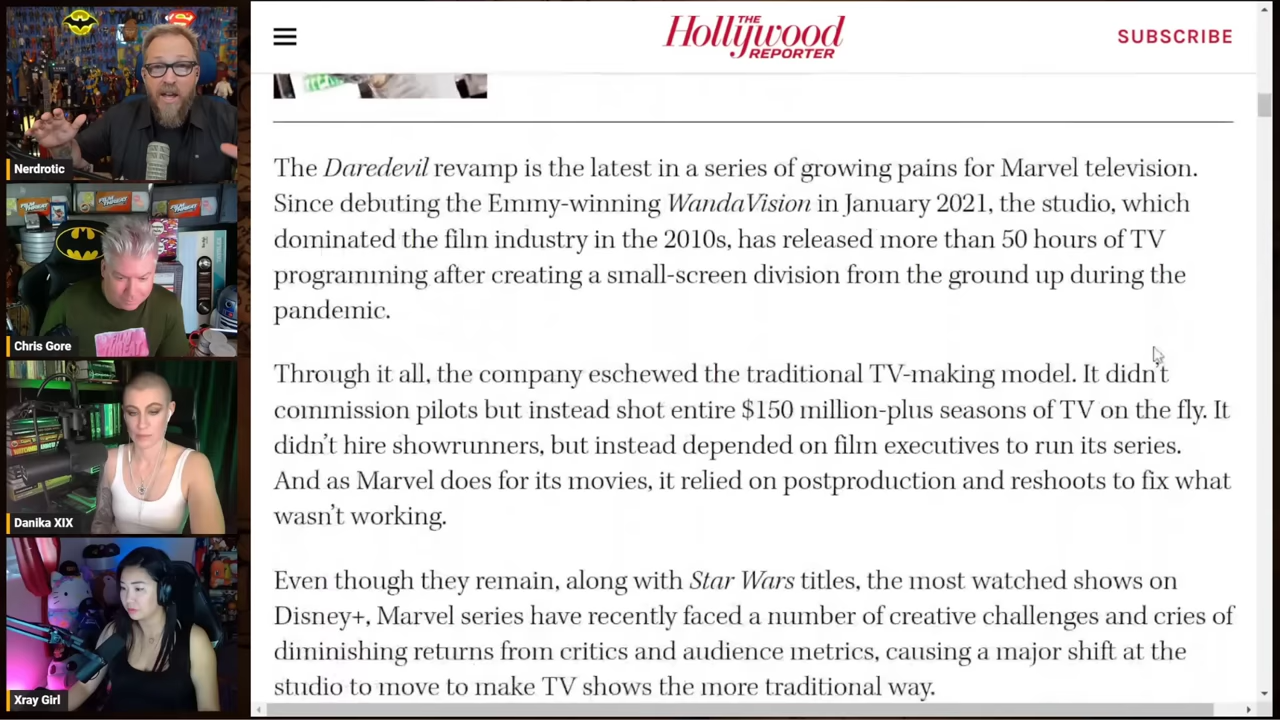 THE
Hollywood
REPORTER
SUBSCRIBE
The Daredevil revamp is the latest in a series of growing pains for Marvel television.
Since debuting the Emmy-winning WandaVision in January 2021, the studio, which
dominated the film industry in the 2010s, has released more than 50 hours of TV
programming after creating a small-screen division from the ground up during the
pandemic.
Through it all, the company eschewed the traditional TV-making model. It didn’t
commission pilots but instead shot entire $150 million-plus seasons of TV on the fly. It
didn’t hire showrunners, but instead depended on film executives to run its series.
And as Marvel does for its movies, it relied on postproduction and reshoots to fix what
wasn’t working.
Even though they remain, along with Star Wars titles, the most watched shows on
Disney+, Marvel series have recently faced a number of creative challenges and cries of
diminishing returns from critics and audience metrics, causing a major shift at the
studio to move to make TV shows the more traditional way.
Nerdrotic
Chris Gore
Danika XIX
Xray Girl